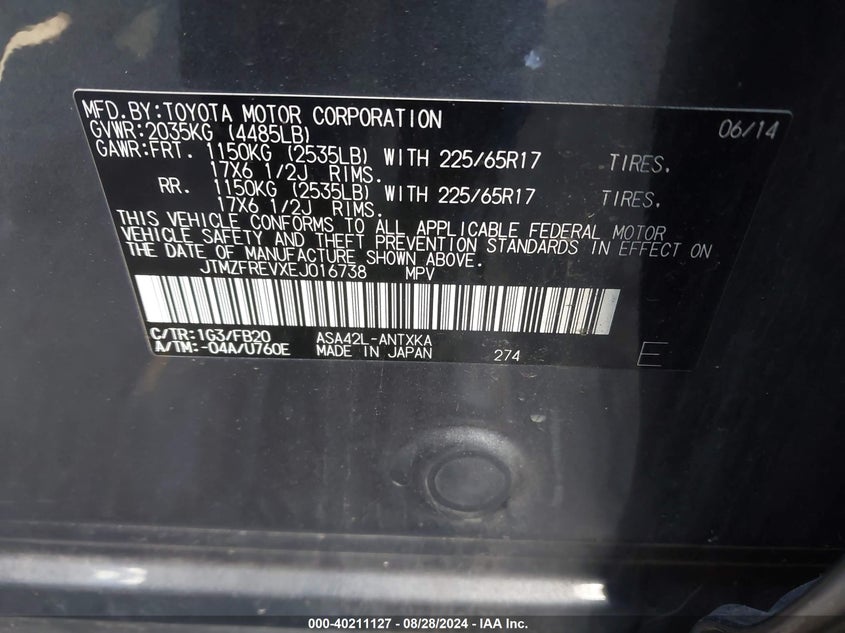 MFD.BY:TOYOTA MOTOR CORPORATION 06/14
GVWR:2035KG (4485LB)
GAWR:FRT. 1150KG (2535LB) WITH 225/65R17 TIRES.
17X6 1/2J RIMS.
RR. 1150KG (2535LB) WITH 225/65R17 TIRES.
17X6 1/2J RIMS.
THIS VEHICLE CONFORMS TO ALL APPLICABLE FEDERAL MOTOR
VEHICLE SAFETY AND THEFT PREVENTION STANDARDS IN EFFECT ON
THE DATE OF MANUFACTURE SHOWN ABOVE.
JTMZFREVXEJ016738 MPV
C/TR:1G3/FB20 ASA42L-ANTXKA
A/TM:-04A/U760E MADE IN JAPAN 274 E
000-40211127 - 08/28/2024 - IAA Inc.